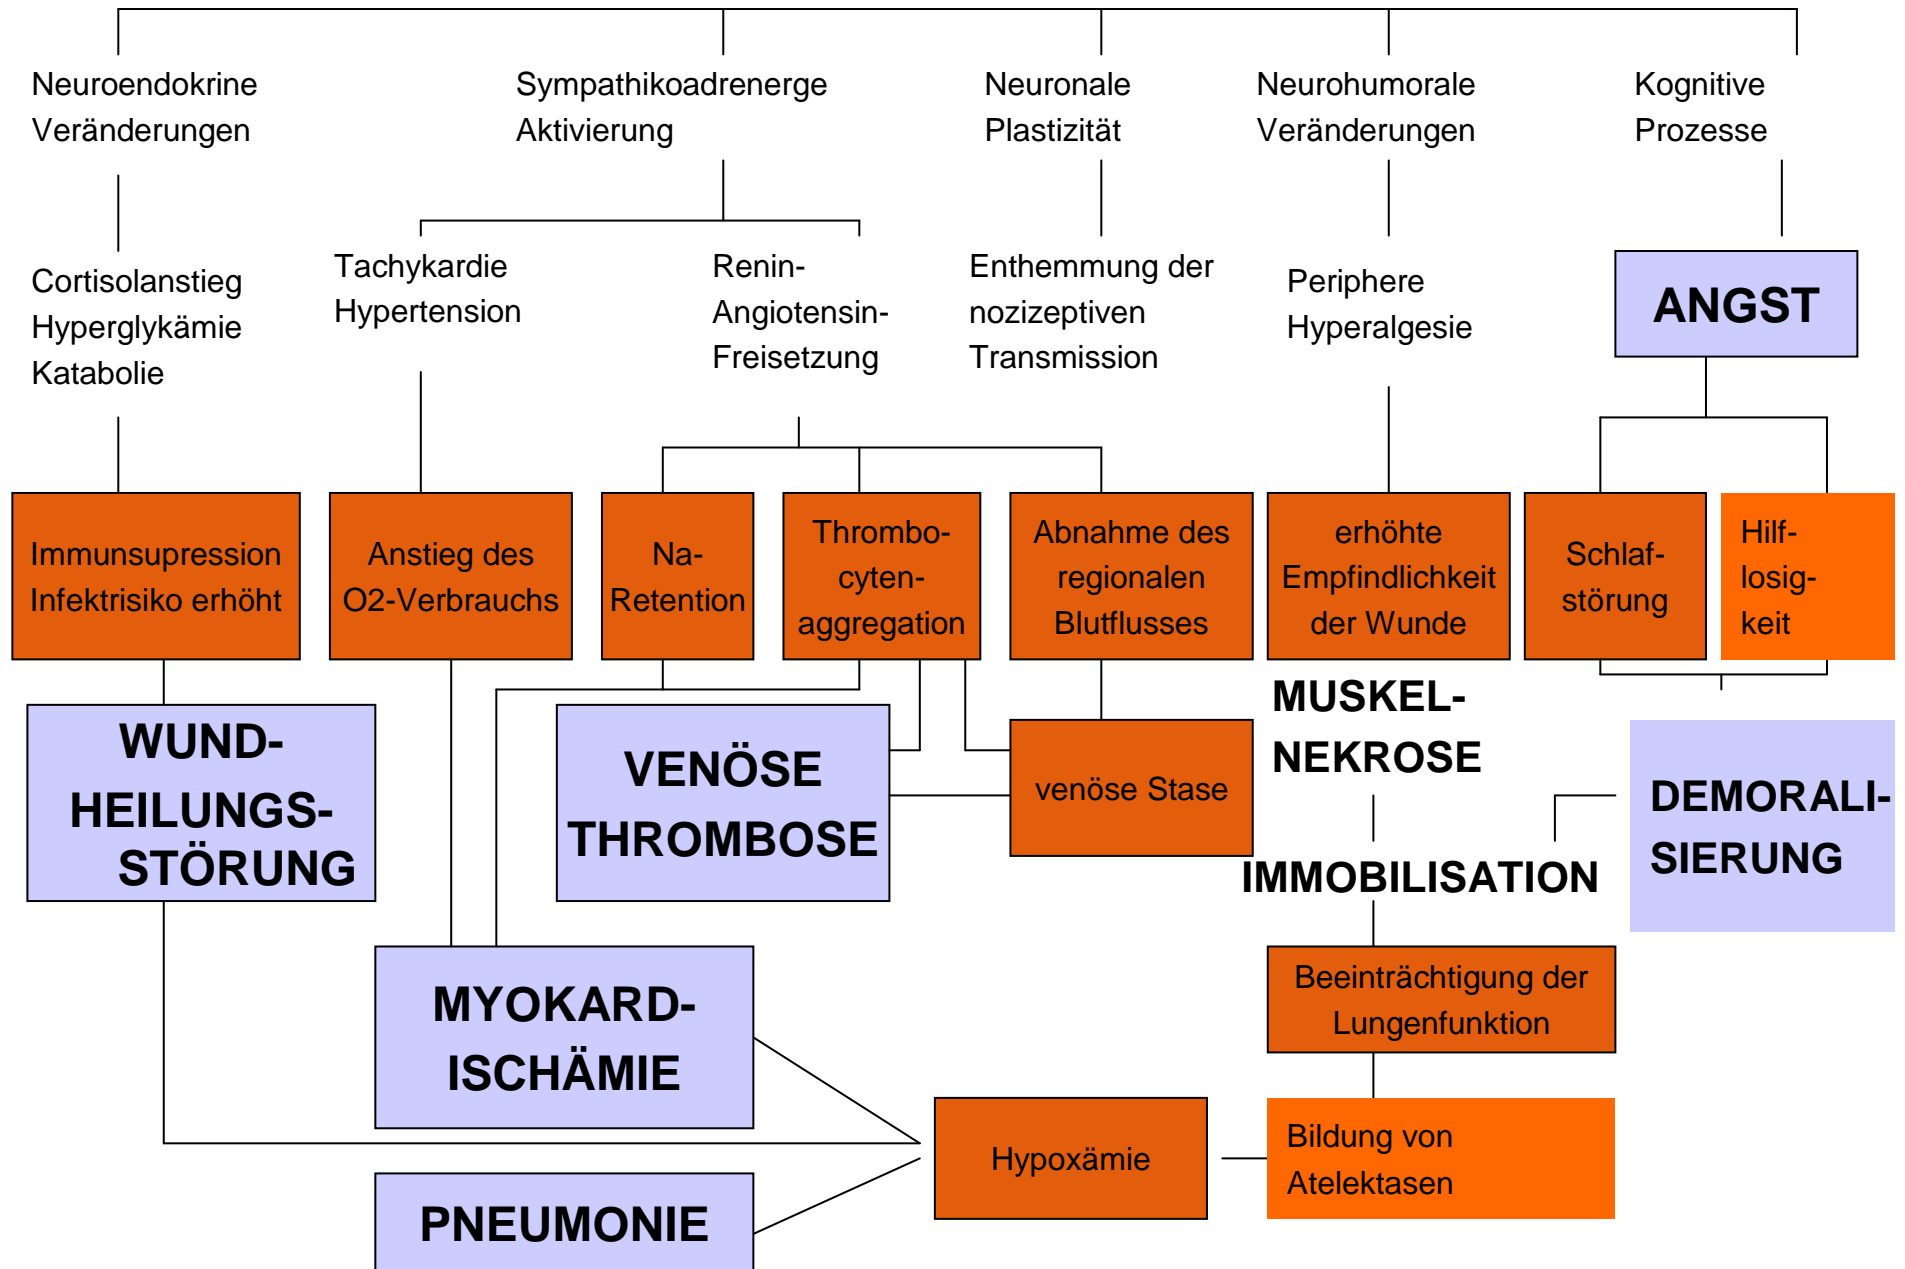 Neuroendokrine
Veränderungen
Sympathikoadrenerge
Aktivierung
Neuronale
Plastizität
Neurohumorale
Veränderungen
Kognitive
Prozesse
Cortisolanstieg
Hyperglykämie
Katabolie
Tachykardie
Hypertension
Renin-
Angiotensin-
Freisetzung
Enthemmung der
nozizeptiven
Transmission
Periphere
Hyperalgesie
ANGST
Immunsupression
Infektrisiko erhöht
Anstieg des
O2-Verbrauchs
Na-
Retention
Thrombo-
cyten-
aggregation
Abnahme des
regionalen
Blutflusses
erhöhte
Empfindlichkeit
der Wunde
Schlaf-
störung
Hilf-
losig-
keit
WUND-
HEILUNGS-
STÖRUNG
VENÖSE
THROMBOSE
venöse Stase
MUSKEL-
NEKROSE
IMMOBILISATION
DEMORALI-
SIERUNG
MYOKARD-
ISCHÄMIE
Beeinträchtigung der
Lungenfunktion
Hypoxämie
Bildung von
Atelektasen
PNEUMONIE